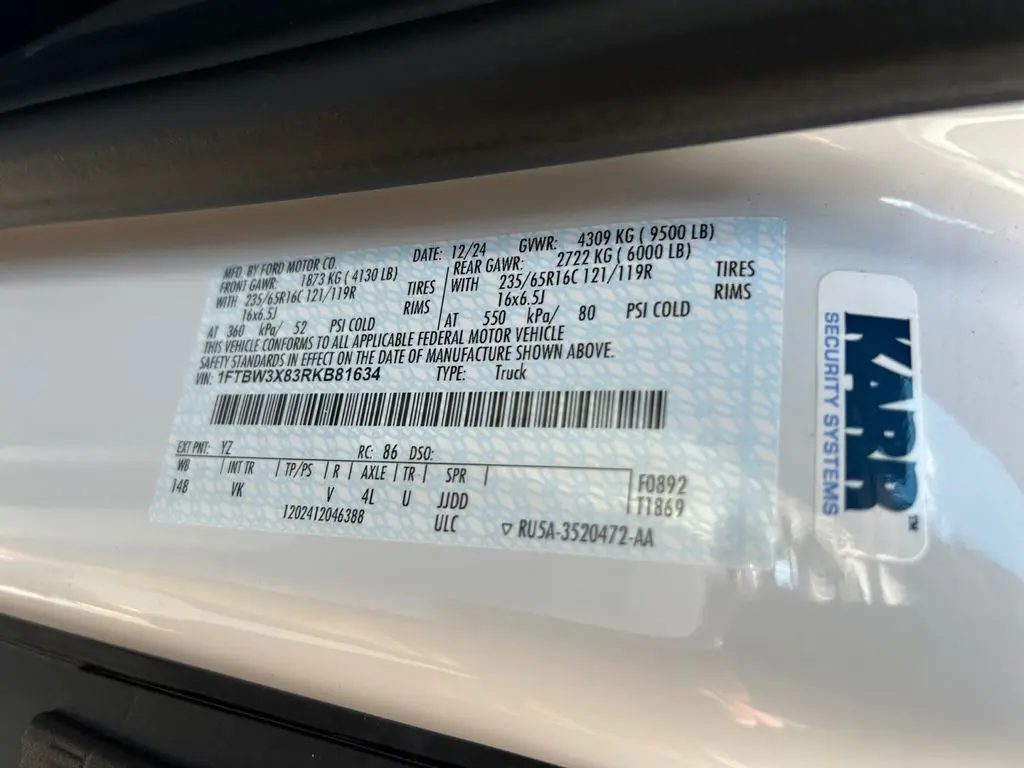 MFD. BY FORD MOTOR CO. DATE: 12/24 GVWR: 4309 KG ( 9500 LB)
FRONT GAWR: 1873 KG ( 4130 LB) REAR GAWR: 2722 KG ( 6000 LB)
WITH 235/65R16C 121/119R TIRES WITH 235/65R16C 121/119R TIRES
16x6.5J RIMS 16x6.5J RIMS
AT 360 kPa/ 52 PSI COLD AT 550 kPa/ 80 PSI COLD
THIS VEHICLE CONFORMS TO ALL APPLICABLE FEDERAL MOTOR VEHICLE
SAFETY STANDARDS IN EFFECT ON THE DATE OF MANUFACTURE SHOWN ABOVE.
VIN: 1FTBW3X83RKB81634 TYPE: Truck
EXT PNT: YZ RC: 86 DSO:
WB INT TR TP/PS R AXLE TR SPR F0892
148 VK V 4L U JJDD T1869
1202412046388 ULC RU5A-3520472-AA
KARR
SECURITY SYSTEMS
TM